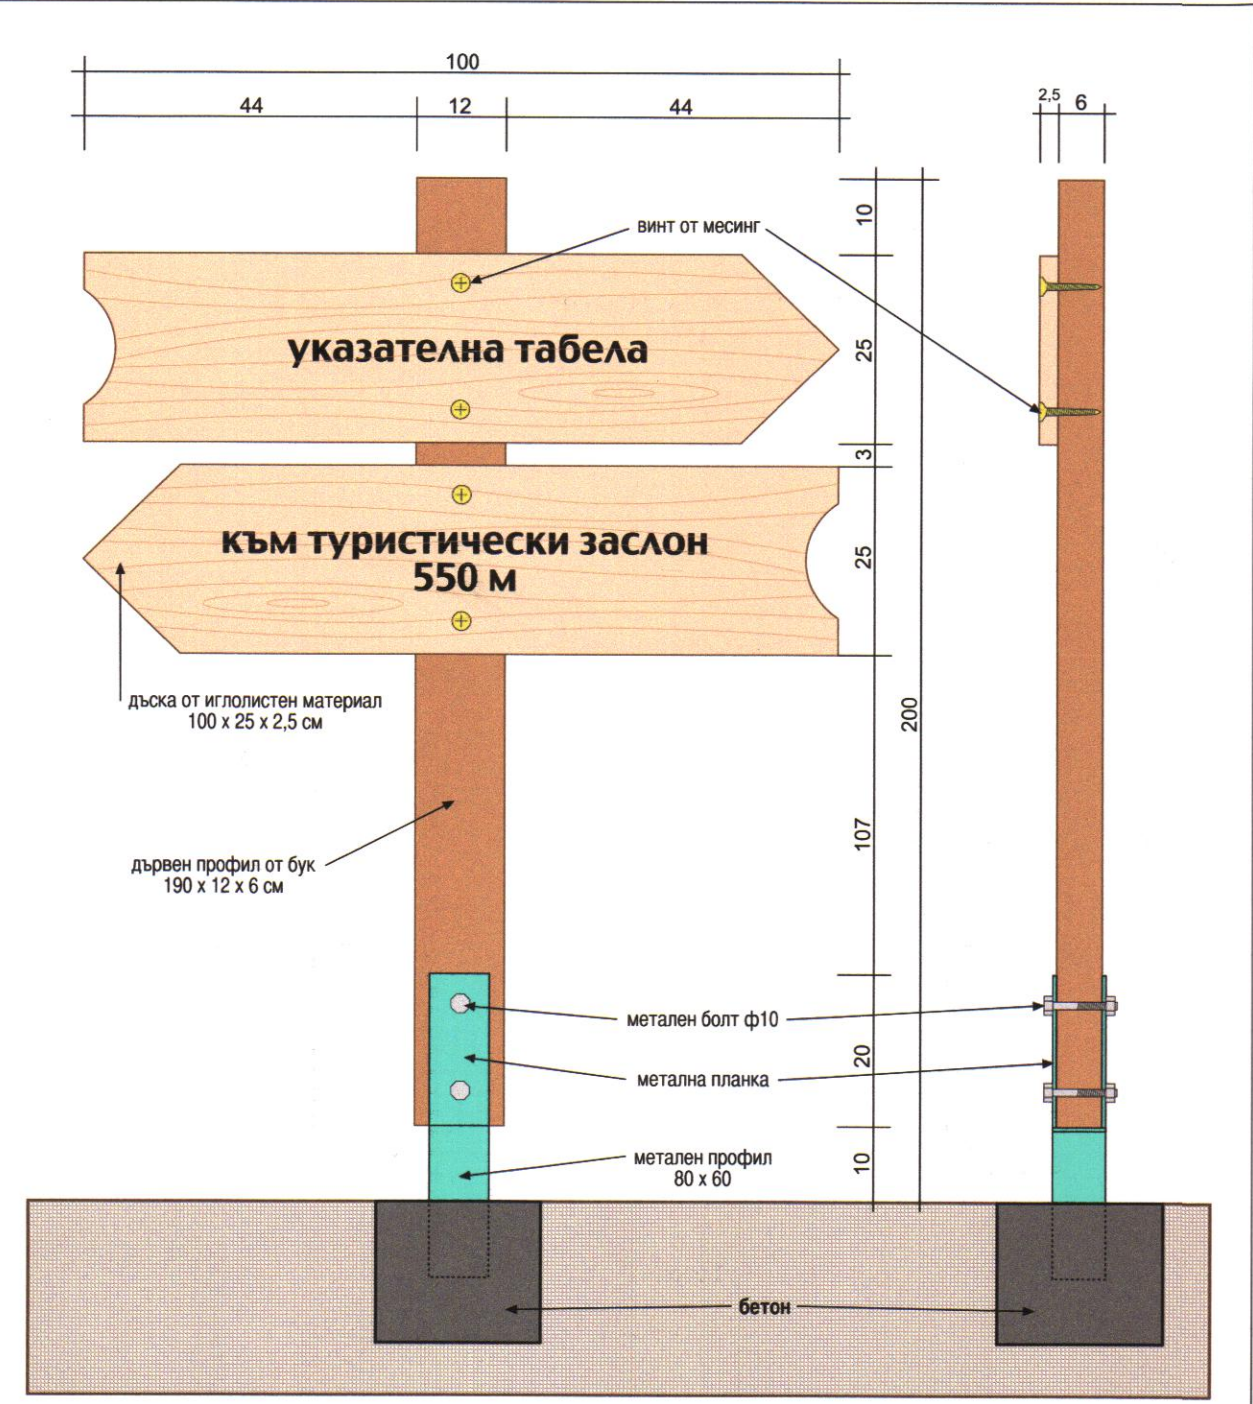 100
44
12
44
2,5
6
10
винт от месинг
указателна табела
25
3
към туристически заслон
550 м
25
дъска от иглолистен материал
100 х 25 х 2,5 см
200
107
дървен профил от бук
190 х 12 х 6 см
метален болт ф10
20
метална планка
метален профил
80 х 60
10
бетон